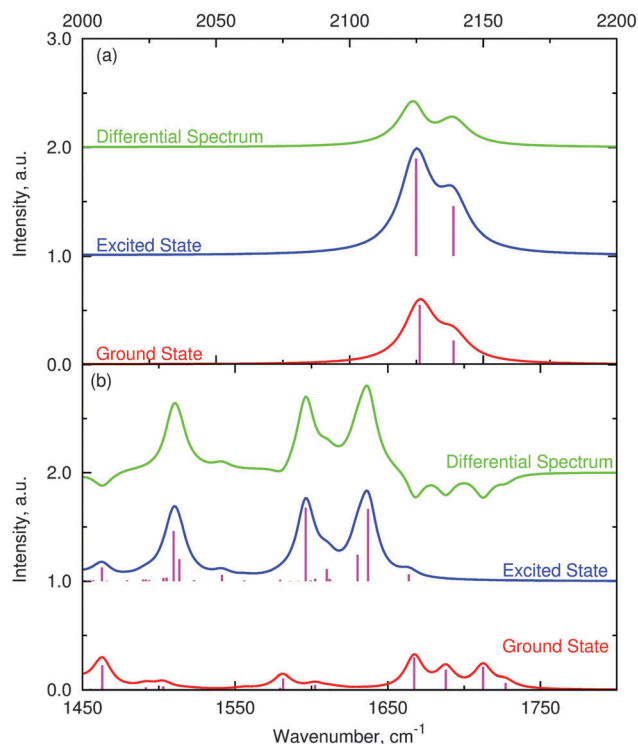 2000 2050 2100 2150 2200
3.0
(a)
Differential Spectrum
2.0
Intensity, a.u.
Excited State
1.0
Ground State
0.0
(b)
Differential Spectrum
2.0
Intensity, a.u.
Excited State
1.0
Ground State
0.0
1450 1550 1650 1750
Wavenumber, cm⁻¹